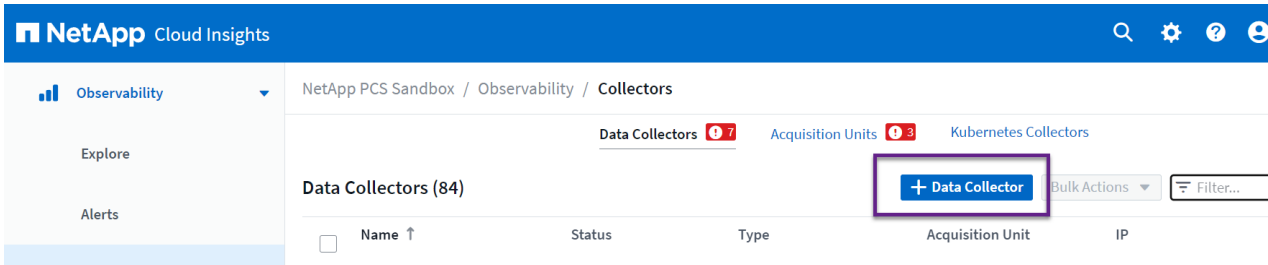 NetApp Cloud Insights
Observability
NetApp PCS Sandbox / Observability / Collectors
Data Collectors 7 Acquisition Units 3 Kubernetes Collectors
Explore
Data Collectors (84) + Data Collector Bulk Actions Filter...
Alerts
Name ↑ Status Type Acquisition Unit IP